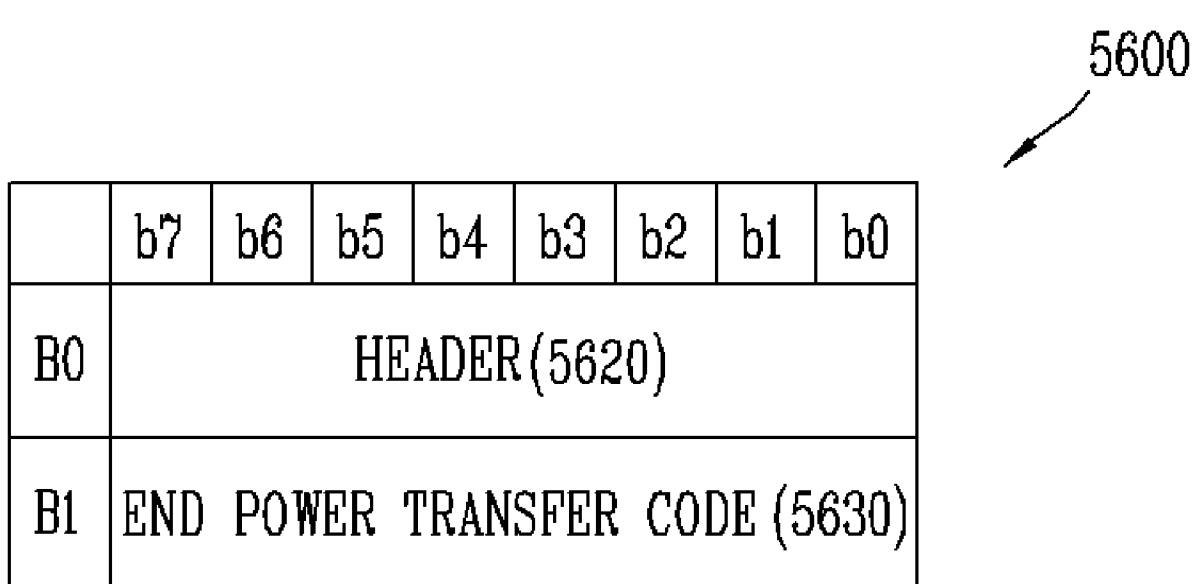 5600
b7 b6 b5 b4 b3 b2 b1 b0
B0 HEADER(5620)
B1 END POWER TRANSFER CODE (5630)